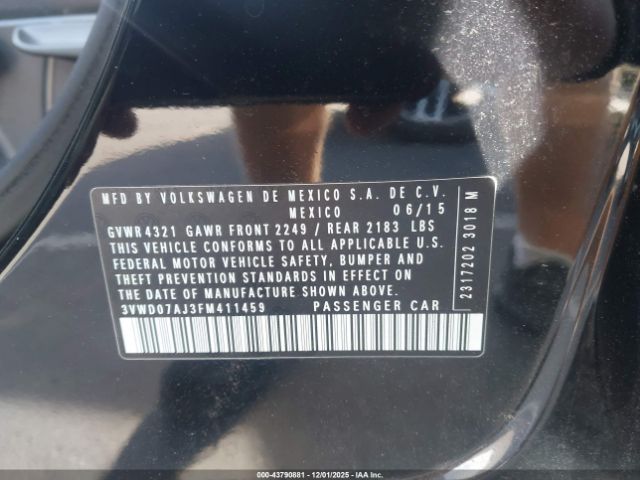 MFD BY VOLKSWAGEN DE MEXICO S.A. DE C.V.
MEXICO 06/15
GVWR 4321 GAWR FRONT 2249 / REAR 2183 LBS
THIS VEHICLE CONFORMS TO ALL APPLICABLE U.S.
FEDERAL MOTOR VEHICLE SAFETY, BUMPER AND
THEFT PREVENTION STANDARDS IN EFFECT ON
THE DATE OF MANUFACTURE SHOWN ABOVE.
3VWD07AJ3FM411459 PASSENGER CAR
2317202 3018 M
000-43790881 - 12/01/2025 - IAA Inc.